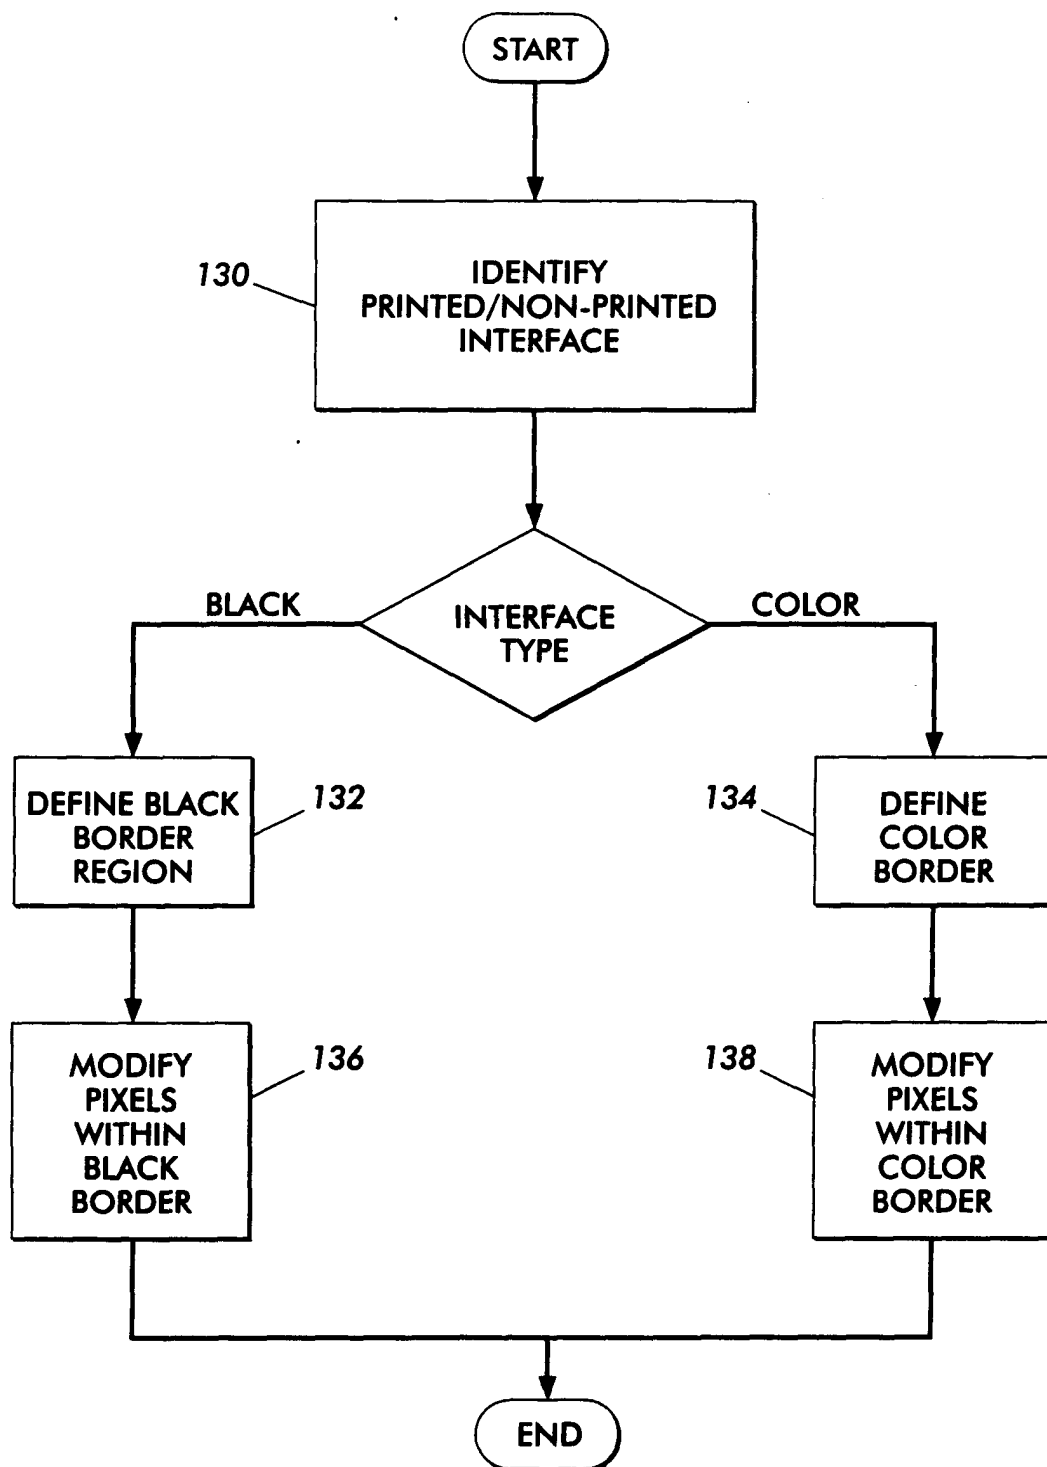 START
130
IDENTIFY
PRINTED/NON-PRINTED
INTERFACE
BLACK
INTERFACE
TYPE
COLOR
DEFINE BLACK
BORDER
REGION
132
134
DEFINE
COLOR
BORDER
MODIFY
PIXELS
WITHIN
BLACK
BORDER
136
138
MODIFY
PIXELS
WITHIN
COLOR
BORDER
END